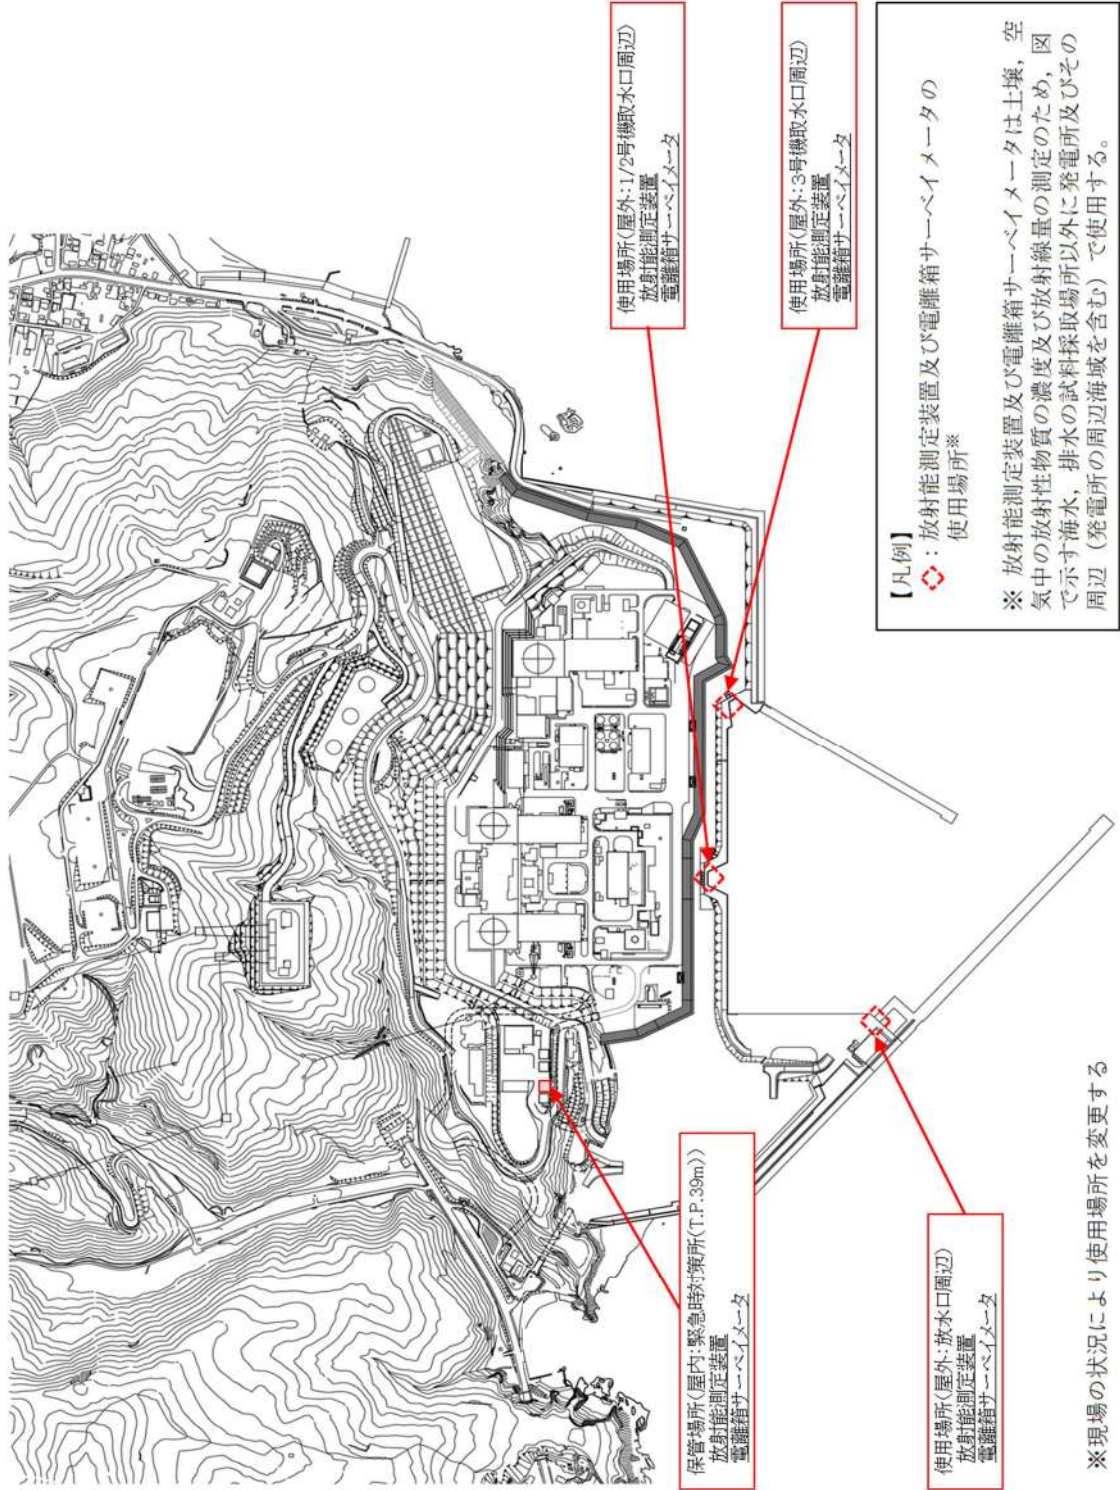 保管場所(屋内:緊急時対策所(T.P.39m))
放射能測定装置
電離箱サーベイメータ
使用場所(屋外:1/2号機取水口周辺)
放射能測定装置
電離箱サーベイメータ
使用場所(屋外:3号機取水口周辺)
放射能測定装置
電離箱サーベイメータ
使用場所(屋外:放水口周辺)
放射能測定装置
電離箱サーベイメータ
【凡例】
:放射能測定装置及び電離箱サーベイメータの
使用場所※
※ 放射能測定装置及び電離箱サーベイメータは土壌，空
気中の放射性物質の濃度及び放射線量の測定のため，図
で示す海水，排水の試料採取場所以外に発電所及びその
周辺（発電所の周辺海域を含む）で使用する。
※現場の状況により使用場所を変更する